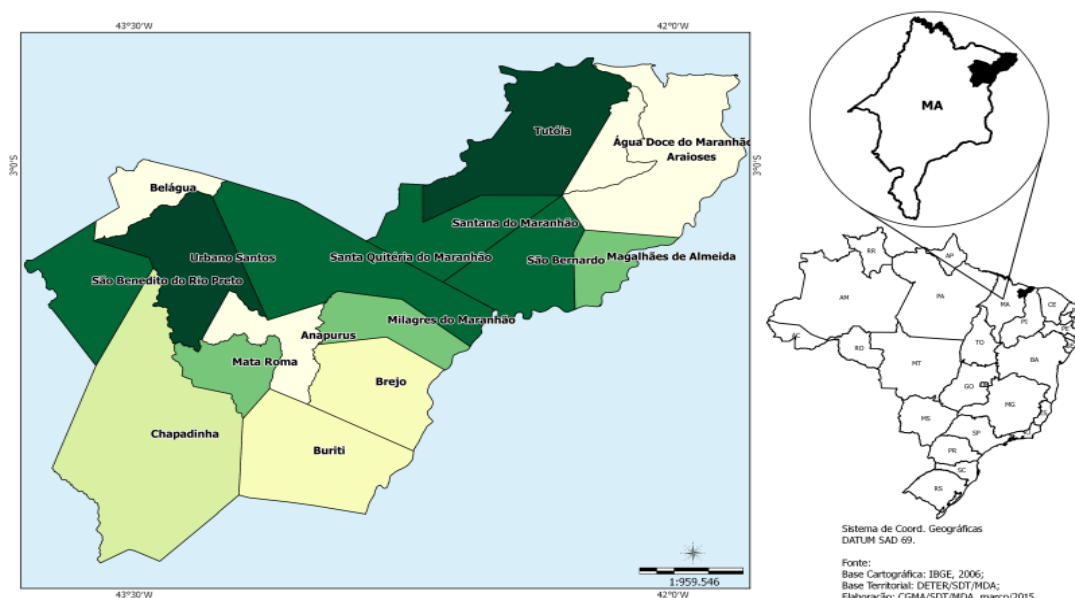 43°30'W
42°0'W
3°0'S
3°0'S
Tutóia
Água Doce do Maranhão
Araioses
Belágua
Santana do Maranhão
Urbano Santos
Santa Quitéria do Maranhão
São Bernardo
Magalhães de Almeida
São Benedito do Rio Preto
Milagres do Maranhão
Anapurus
Mata Roma
Brejo
Chapadinha
Buriti
1:959.546
43°30'W
42°0'W
MA
RR
AP
AM
PA
MA
CE
PI
AC
RO
TO
BA
MT
GO
MG
MS
SP
PR
SC
RS
Sistema de Coord. Geográficas
DATUM SAD 69.
Fonte:
Base Cartográfica: IBGE, 2006;
Base Territorial: DETER/SDT/MDA;
Elaboração: CGMA/SDT/MDA, março/2015